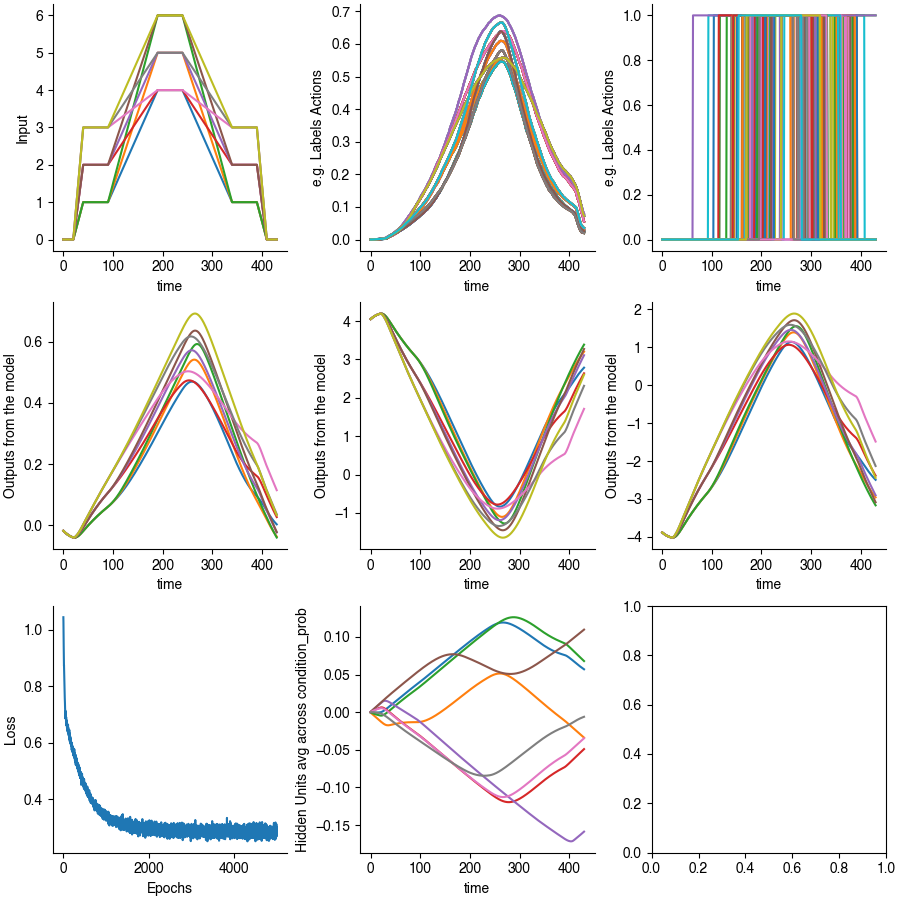 6
5
4
3
2
1
0
Input
0 100 200 300 400
time
0.7
0.6
0.5
0.4
0.3
0.2
0.1
0.0
e.g. Labels Actions
0 100 200 300 400
time
1.0
0.8
0.6
0.4
0.2
0.0
e.g. Labels Actions
0 100 200 300 400
time
0.6
0.4
0.2
0.0
Outputs from the model
0 100 200 300 400
time
4
3
2
1
0
−1
Outputs from the model
0 100 200 300 400
time
2
1
0
−1
−2
−3
−4
Outputs from the model
0 100 200 300 400
time
1.0
0.8
0.6
0.4
Loss
0 2000 4000
Epochs
0.10
0.05
0.00
−0.05
−0.10
−0.15
Hidden Units avg across condition_prob
0 100 200 300 400
time
1.0
0.8
0.6
0.4
0.2
0.0
0.0 0.2 0.4 0.6 0.8 1.0